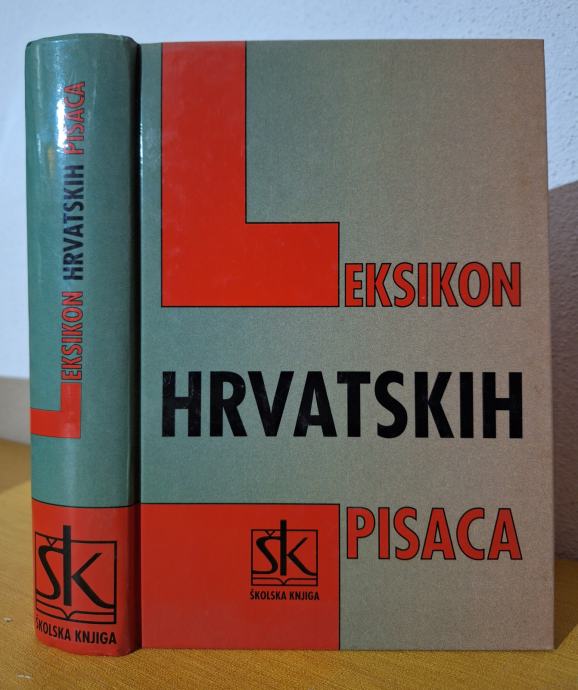 LEKSIKON HRVATSKIH PISACA
ŠK
ŠKOLSKA KNJIGA
LEKSIKON
HRVATSKIH
PISACA
ŠK
ŠKOLSKA KNJIGA